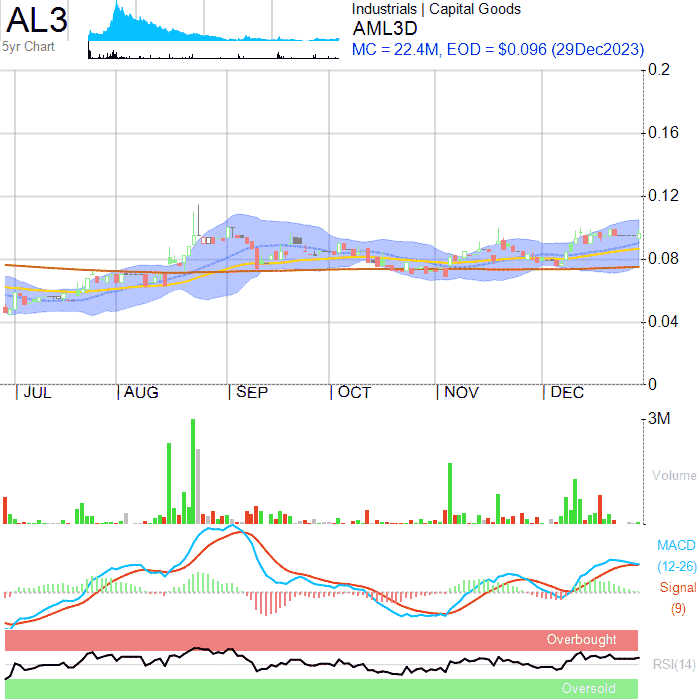 AL3
5yr Chart
Industrials | Capital Goods
AML3D
MC = 22.4M, EOD = $0.096 (29Dec2023)
0.2
0.16
0.12
0.08
0.04
0
JUL AUG SEP OCT NOV DEC
3M
Volume
MACD
(12-26)
Signal
(9)
Overbought
RSI(14)
Oversold